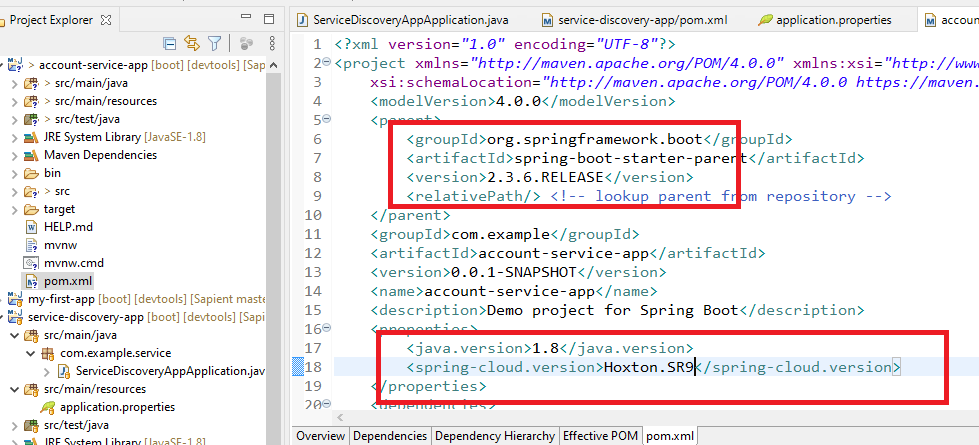 Project Explorer
account-service-app [boot] [devtools] [Sap
> src/main/java
> src/main/resources
> src/test/java
JRE System Library [JavaSE-1.8]
Maven Dependencies
bin
> src
target
HELP.md
mvnw
mvnw.cmd
pom.xml
my-first-app [boot] [devtools] [Sapient maste
service-discovery-app [boot] [devtools] [Sapi
src/main/java
com.example.service
ServiceDiscoveryAppApplication.jav
src/main/resources
application.properties
src/test/java
JRE System Library [JavaSE-1.8]
ServiceDiscoveryAppApplication.java
service-discovery-app/pom.xml
application.properties
accou
1 <?xml version="1.0" encoding="UTF-8"?>
2 <project xmlns="http://maven.apache.org/POM/4.0.0" xmlns:xsi="http://www
3 xsi:schemaLocation="http://maven.apache.org/POM/4.0.0 https://maven.
4 <modelVersion>4.0.0</modelVersion>
5 <parent>
6 <groupId>org.springframework.boot</groupId>
7 <artifactId>spring-boot-starter-parent</artifactId>
8 <version>2.3.6.RELEASE</version>
9 <relativePath/> <!-- lookup parent from repository -->
10 </parent>
11 <groupId>com.example</groupId>
12 <artifactId>account-service-app</artifactId>
13 <version>0.0.1-SNAPSHOT</version>
14 <name>account-service-app</name>
15 <description>Demo project for Spring Boot</description>
16 <properties>
17 <java.version>1.8</java.version>
18 <spring-cloud.version>Hoxton.SR9</spring-cloud.version>
19 </properties>
20 <dependencies>
Overview Dependencies Dependency Hierarchy Effective POM pom.xml